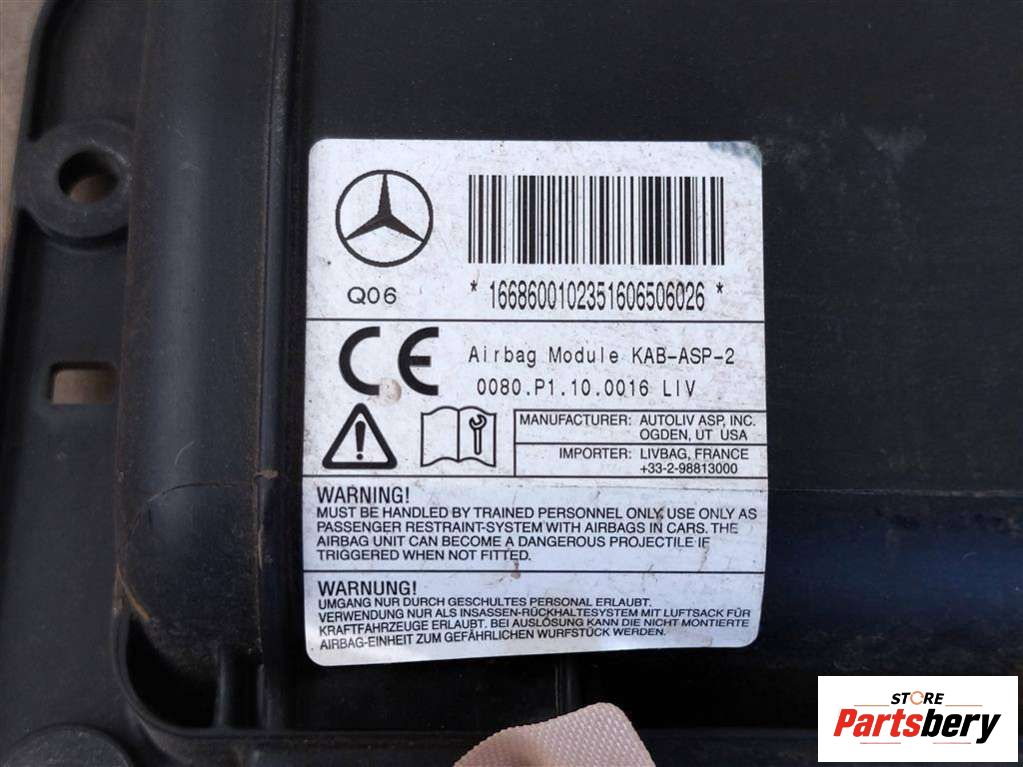 * 16686001023516065​06026 *
Q06
CE
Airbag Module KAB-ASP-2
0080.P1.10.0016 LIV
MANUFACTURER: AUTOLIV ASP, INC.
OGDEN, UT USA
IMPORTER: LIVBAG, FRANCE
+33-2-98813000
WARNING!
MUST BE HANDLED BY TRAINED PERSONNEL ONLY, USE ONLY AS
PASSENGER RESTRAINT-SYSTEM WITH AIRBAGS IN CARS. THE
AIRBAG UNIT CAN BECOME A DANGEROUS PROJECTILE IF
TRIGGERED WHEN NOT FITTED.
WARNUNG!
UMGANG NUR DURCH GESCHULTES PERSONAL ERLAUBT.
VERWENDUNG NUR ALS INSASSEN-RÜCKHALTESYSTEM MIT LUFTSACK FÜR
KRAFTFAHRZEUGE ERLAUBT. BEI AUSLÖSUNG KANN DIE NICHT MONTIERTE
AIRBAG-EINHEIT ZUM GEFÄHRLICHEN WURFSTÜCK WERDEN.
STORE
Partsbery